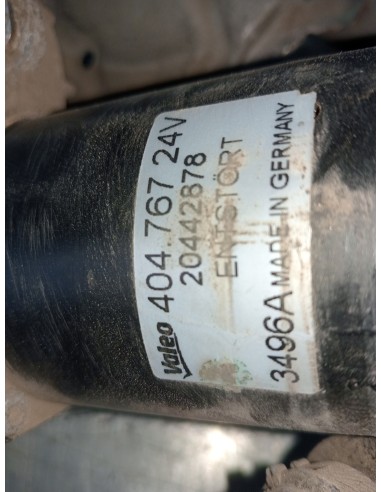 Valeo 404.767 24V
20442878
ENTSTÖRT
3496A MADE IN GERMANY